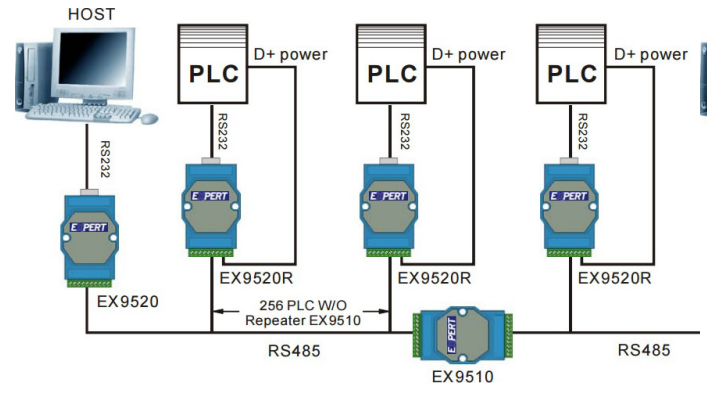 HOST
D+ power
D+ power
D+ power
PLC
PLC
PLC
RS232
RS232
RS232
RS232
E PERT
E PERT
E PERT
E PERT
EX9520R
EX9520R
EX9520R
EX9520
256 PLC W/O
Repeater EX9510
E PERT
RS485
RS485
EX9510